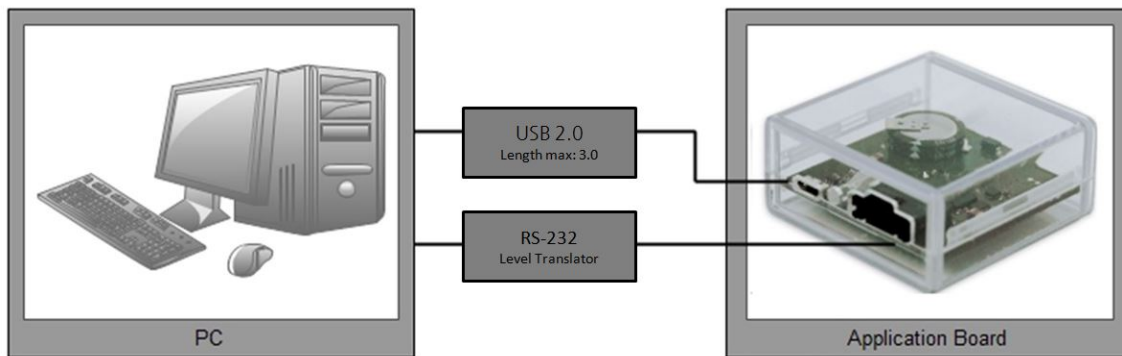 USB 2.0
Length max: 3.0
RS-232
Level Translator
PC
Application Board